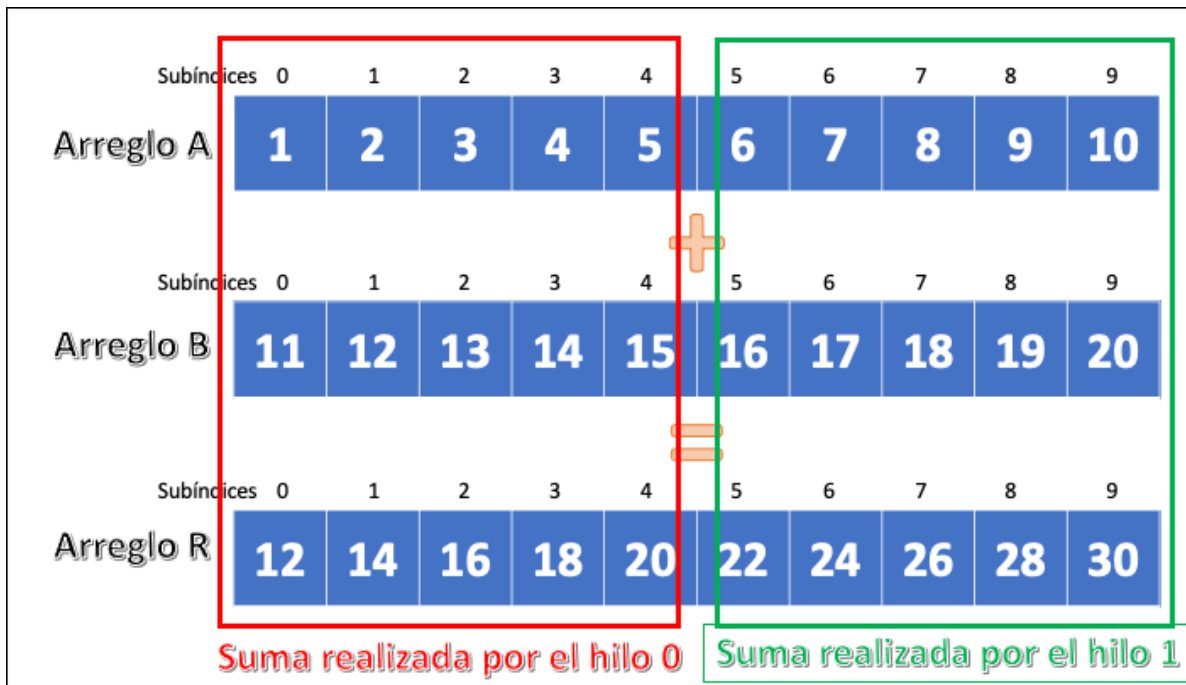 Subíndices 0 1 2 3 4 5 6 7 8 9
Arreglo A 1 2 3 4 5 6 7 8 9 10
+
Subíndices 0 1 2 3 4 5 6 7 8 9
Arreglo B 11 12 13 14 15 16 17 18 19 20
=
Subíndices 0 1 2 3 4 5 6 7 8 9
Arreglo R 12 14 16 18 20 22 24 26 28 30
Suma realizada por el hilo 0 Suma realizada por el hilo 1